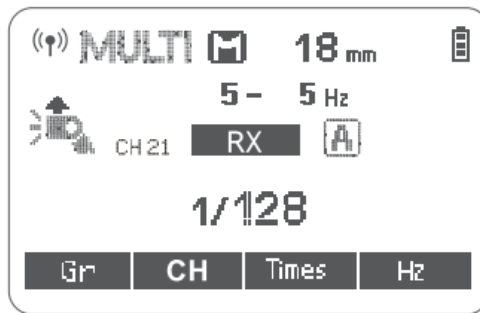 MULTI 18 mm
5 - 5 Hz
CH 21 RX A
1/128
Gr CH Times Hz